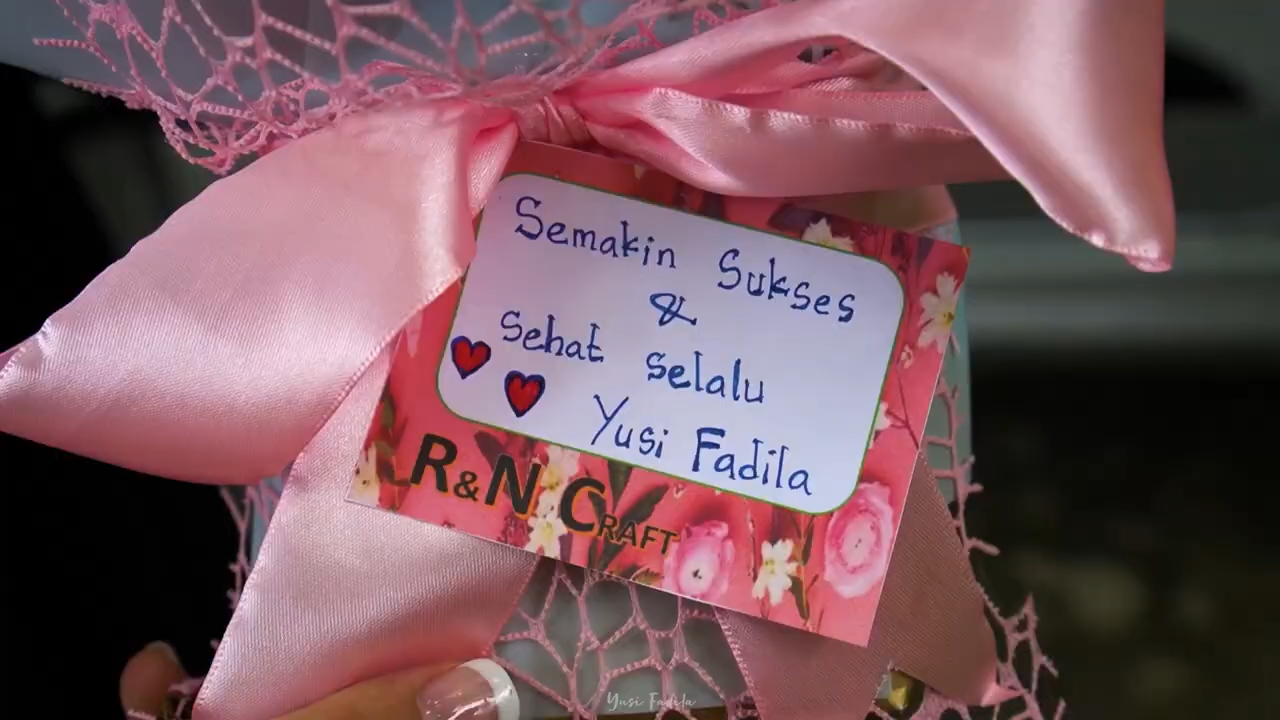 Semakin Sukses
&
Sehat selalu
Yusi Fadila
R&N CRAFT
Yusi Fadila